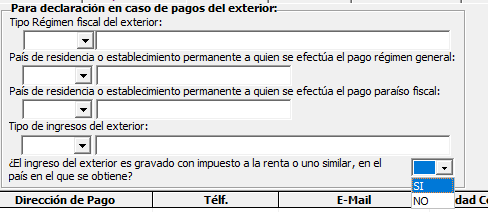 Para declaración en caso de pagos del exterior:
Tipo Régimen fiscal del exterior:
País de residencia o establecimiento permanente a quien se efectúa el pago régimen general:
País de residencia o establecimiento permanente a quien se efectúa el pago paraíso fiscal:
Tipo de ingresos del exterior:
¿El ingreso del exterior es gravado con impuesto a la renta o uno similar, en el
país en el que se obtiene?
SI
NO
Dirección de Pago Télf. E-Mail dad Co